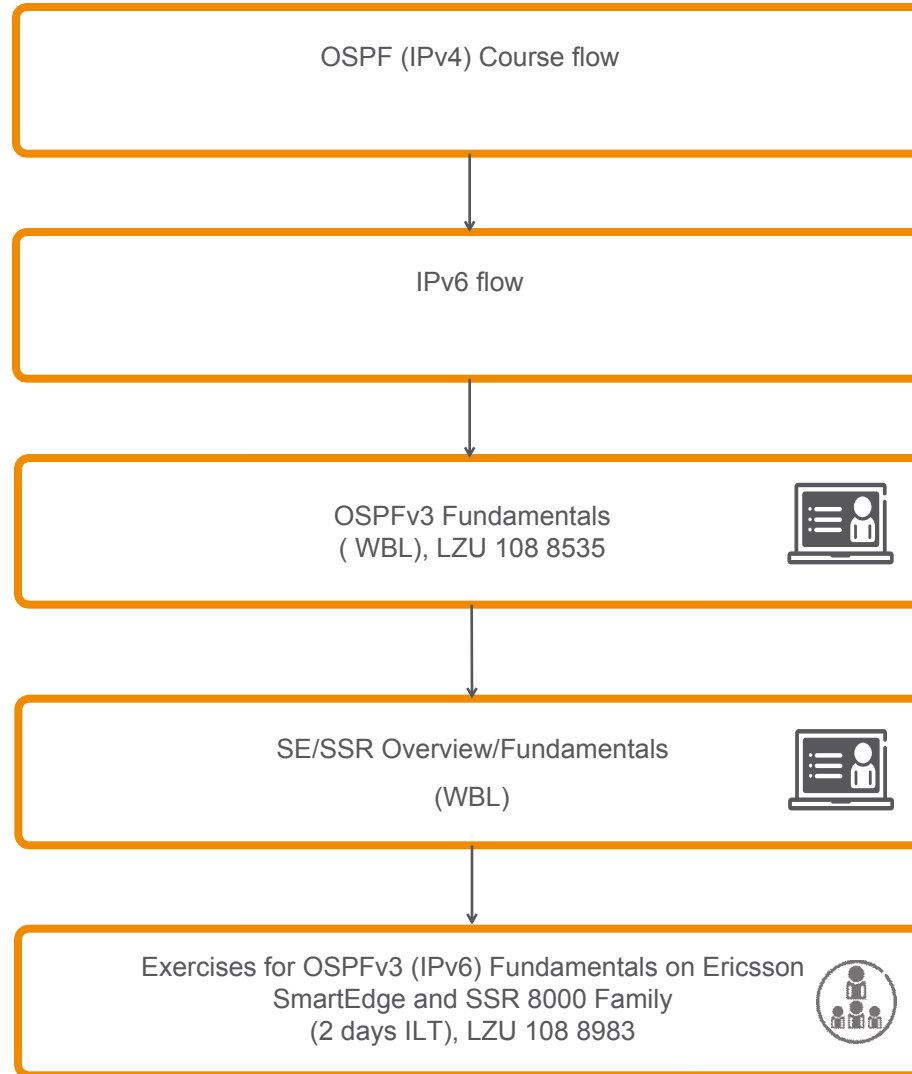 OSPF (IPv4) Course flow
IPv6 flow
OSPFv3 Fundamentals
( WBL), LZU 108 8535
SE/SSR Overview/Fundamentals
(WBL)
Exercises for OSPFv3 (IPv6) Fundamentals on Ericsson
SmartEdge and SSR 8000 Family
(2 days ILT), LZU 108 8983